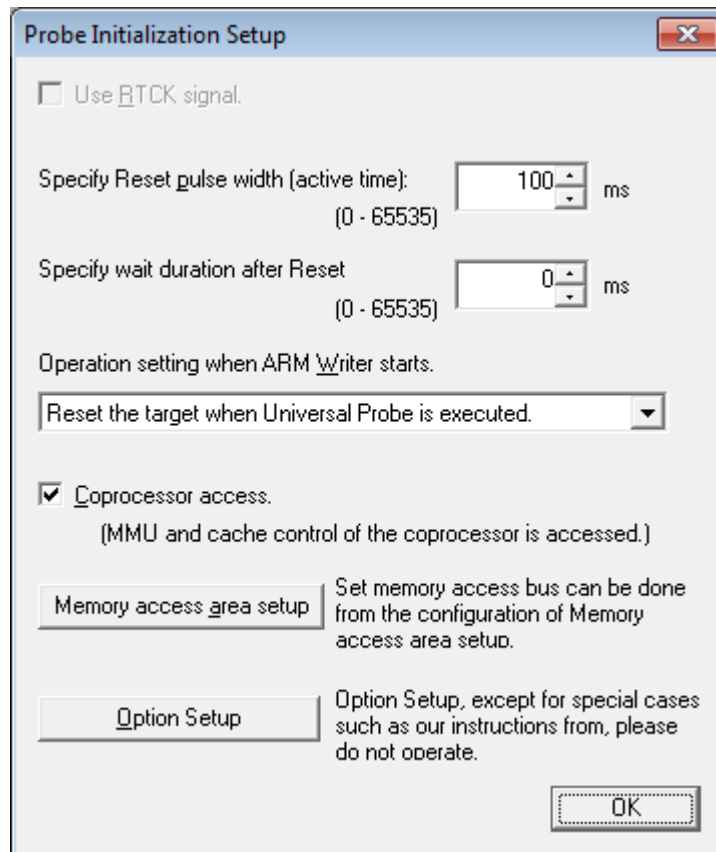 Probe Initialization Setup
Use RTCK signal.
Specify Reset pulse width (active time):
100
ms
(0 - 65535)
Specify wait duration after Reset
0
ms
(0 - 65535)
Operation setting when ARM Writer starts.
Reset the target when Universal Probe is executed.
Coprocessor access.
(MMU and cache control of the coprocessor is accessed.)
Memory access area setup
Set memory access bus can be done
from the configuration of Memory
access area setup.
Option Setup
Option Setup, except for special cases
such as our instructions from, please
do not operate.
OK